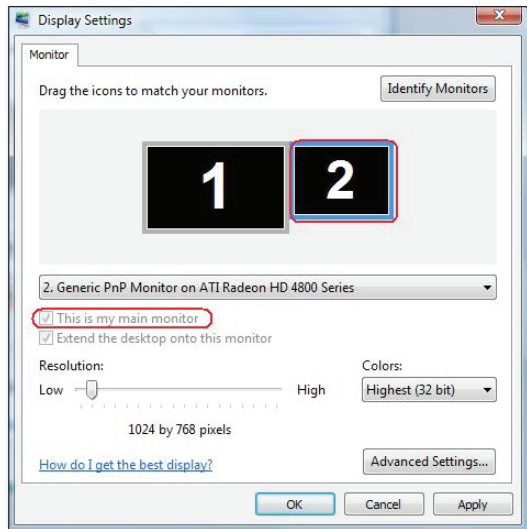 Display Settings
Monitor
Drag the icons to match your monitors.
Identify Monitors
1
2
2. Generic PnP Monitor on ATI Radeon HD 4800 Series
This is my main monitor
Extend the desktop onto this monitor
Resolution:
Colors:
Low
High
Highest (32 bit)
1024 by 768 pixels
How do I get the best display?
Advanced Settings...
OK
Cancel
Apply